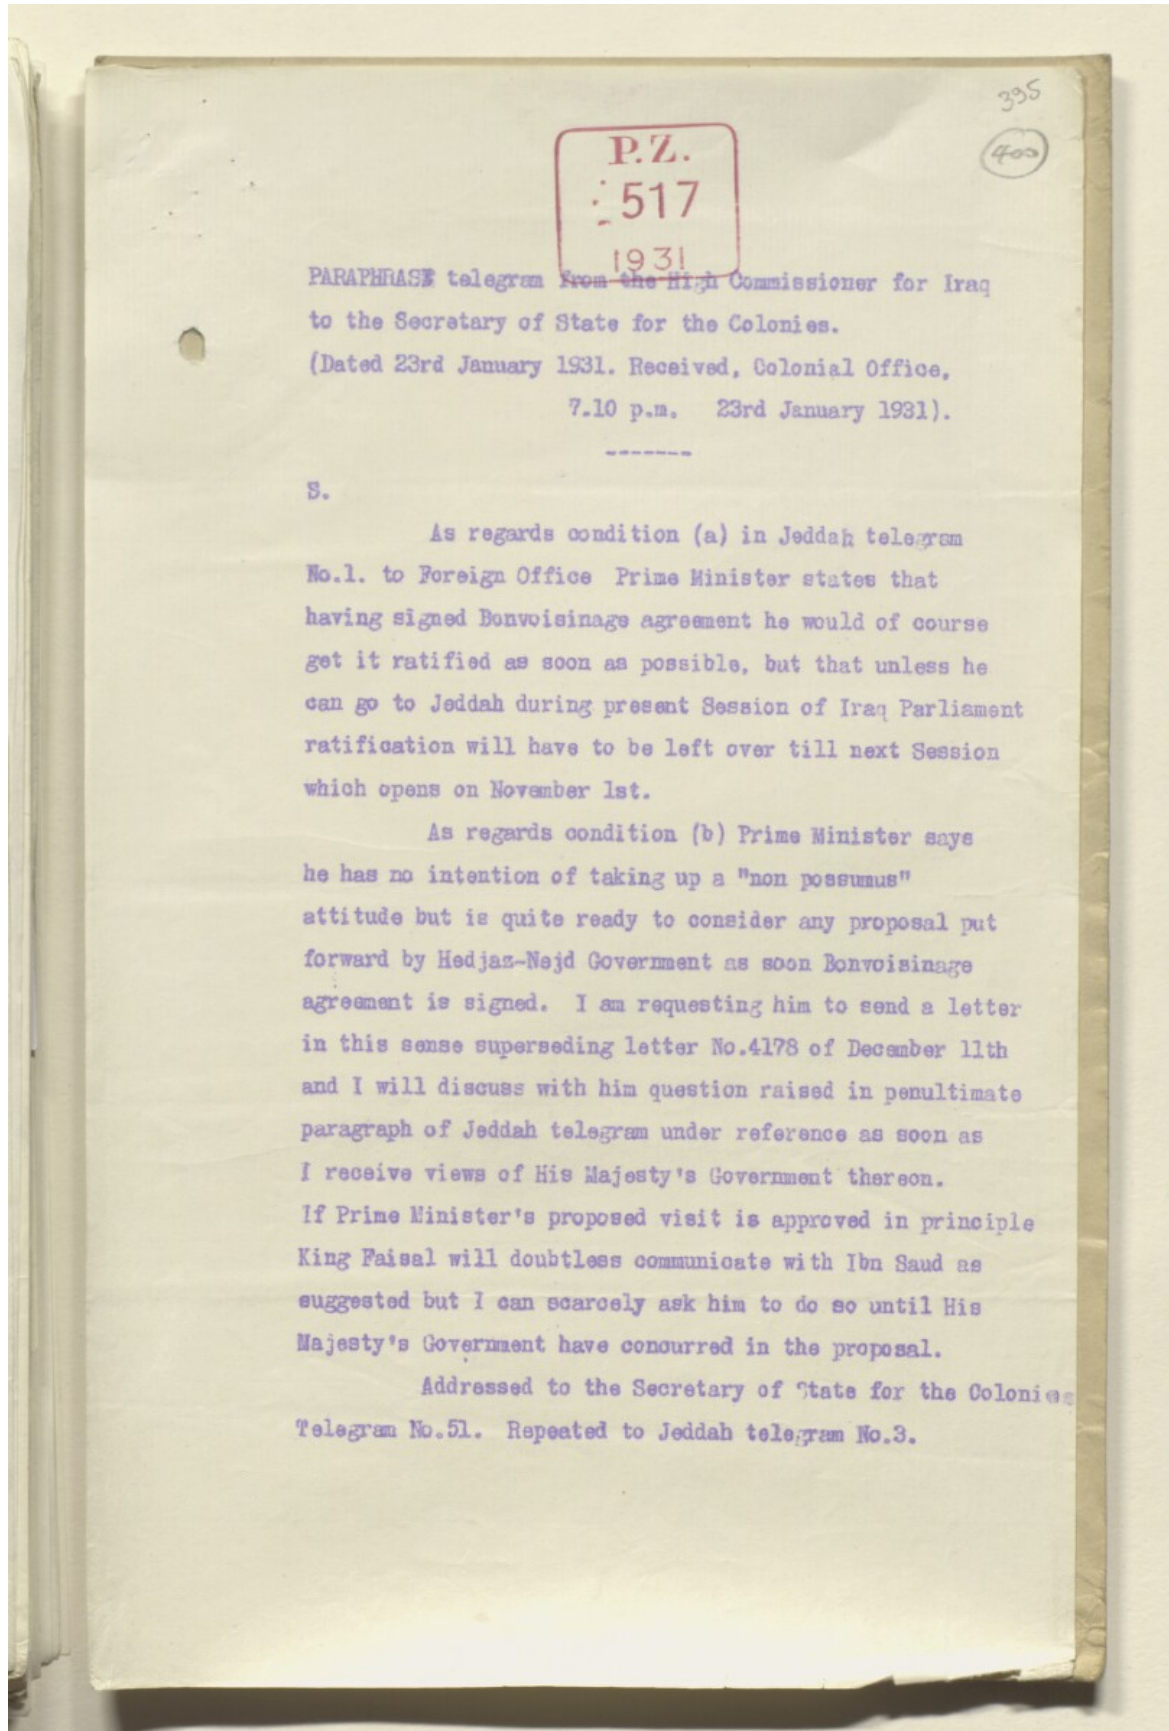 395
400
P.Z.
517
1931
PARAPHRASE telegram from the High Commissioner for Iraq
to the Secretary of State for the Colonies.
(Dated 23rd January 1931. Received, Colonial Office,
7.10 p.m. 23rd January 1931).
-------
S.
As regards condition (a) in Jeddah telegram
No.1. to Foreign Office Prime Minister states that
having signed Bonvoisinage agreement he would of course
get it ratified as soon as possible, but that unless he
can go to Jeddah during present Session of Iraq Parliament
ratification will have to be left over till next Session
which opens on November 1st.
As regards condition (b) Prime Minister says
he has no intention of taking up a "non possumus"
attitude but is quite ready to consider any proposal put
forward by Hedjaz-Nejd Government as soon Bonvoisinage
agreement is signed. I am requesting him to send a letter
in this sense superseding letter No.4178 of December 11th
and I will discuss with him question raised in penultimate
paragraph of Jeddah telegram under reference as soon as
I receive views of His Majesty's Government thereon.
If Prime Minister's proposed visit is approved in principle
King Faisal will doubtless communicate with Ibn Saud as
suggested but I can scarcely ask him to do so until His
Majesty's Government have concurred in the proposal.
Addressed to the Secretary of State for the Colonies
Telegram No.51. Repeated to Jeddah telegram No.3.